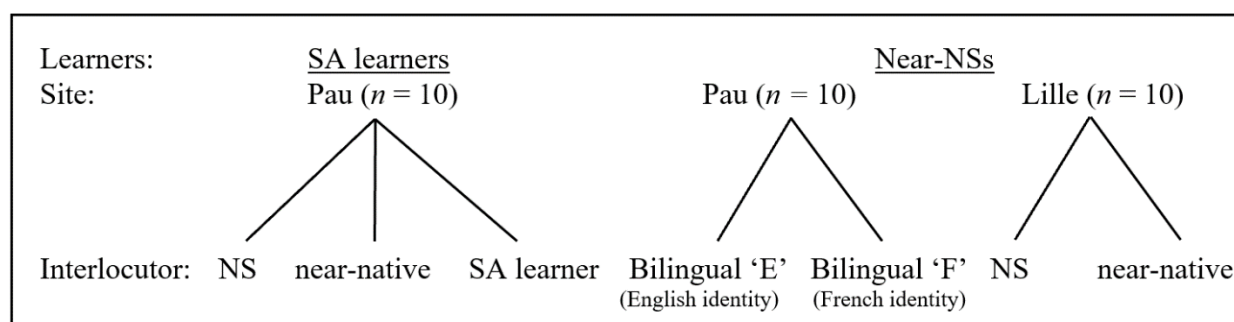 Learners: SA learners Near-NSs
Site: Pau (n = 10) Pau (n = 10) Lille (n = 10)
Interlocutor: NS near-native SA learner Bilingual ‘E’ Bilingual ‘F’ NS near-native
(English identity) (French identity)